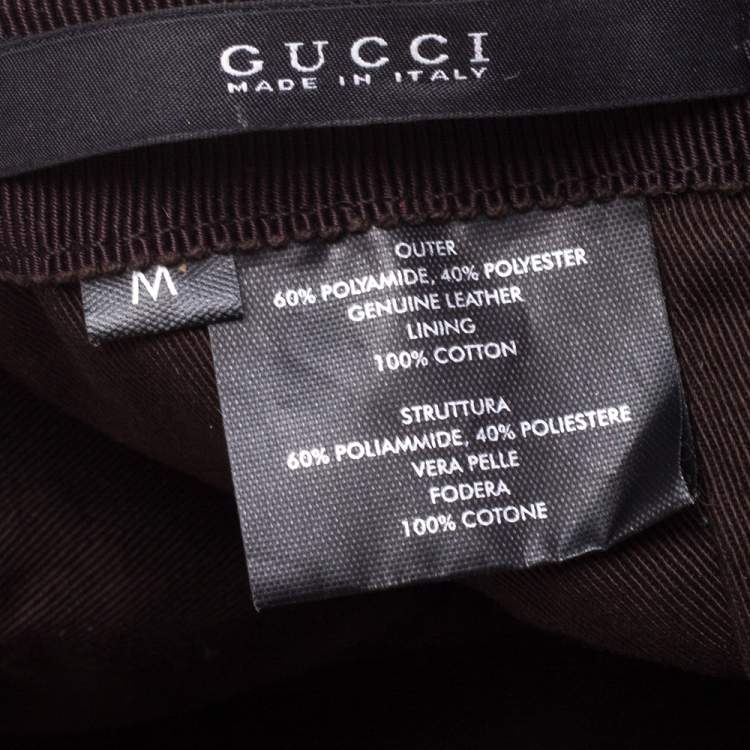 GUCCI
MADE IN ITALY
M
OUTER
60% POLYAMIDE, 40% POLYESTER
GENUINE LEATHER
LINING
100% COTTON
STRUTTURA
60% POLIAMMIDE, 40% POLIESTERE
VERA PELLE
FODERA
100% COTONE